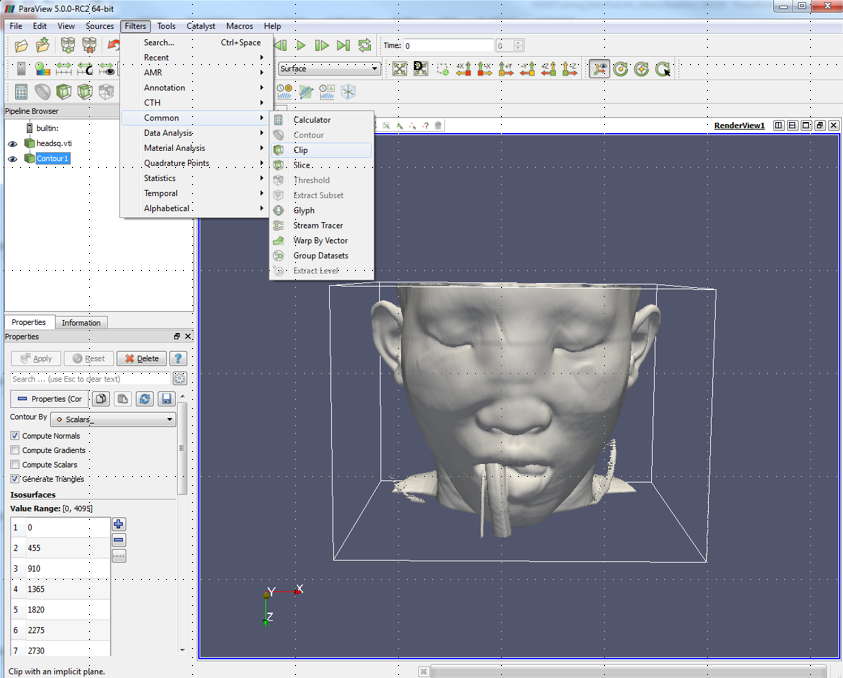 ParaView 5.0.0-RC2 64-bit
File Edit View Sources Filters Tools Catalyst Macros Help
Time: 0 0
Search... Ctrl+Space
Recent
AMR
Annotation
CTH
Common
Data Analysis
Material Analysis
Quadrature Points
Statistics
Temporal
Alphabetical
Surface
+X -X +Y -Y +Z -Z
Calculator
Contour
Clip
Slice
Threshold
Extract Subset
Glyph
Stream Tracer
Warp By Vector
Group Datasets
Extract Level
Pipeline Browser
builtin:
headsq.vti
Contour1
RenderView1
Properties Information
Properties
Apply Reset Delete ?
Search ... (use Esc to clear text)
Properties (Cor
Contour By Scalars_
Compute Normals
Compute Gradients
Compute Scalars
Generate Triangles
Isosurfaces
Value Range: [0, 4095]
1 0
2 455
3 910
4 1365
5 1820
6 2275
7 2730
Y X
Z
Clip with an implicit plane.